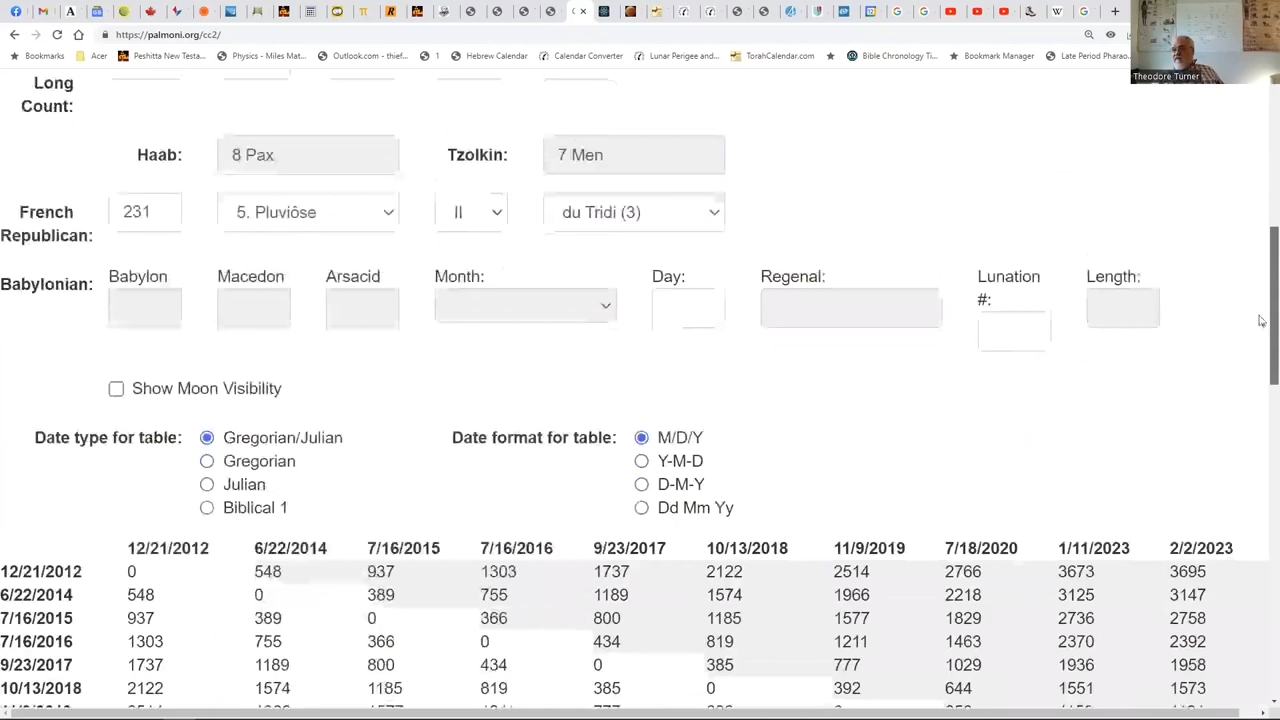 https://palmoni.org/cc2/
Bookmarks Acer Peshitta New Testa... Physics - Miles Mat... Outlook.com - thief... 1 Hebrew Calendar Calendar Converter Lunar Perigee and... TorahCalendar.com Bible Chronology Ti... Bookmark Manager Late Period Pharao...
Theodore Turner
Long
Count:
Haab: 8 Pax Tzolkin: 7 Men
French
Republican: 231 5. Pluviôse II du Tridi (3)
Babylonian: Babylon Macedon Arsacid Month: Day: Regenal: Lunation
#: Length:
Show Moon Visibility
Date type for table: Gregorian/Julian Date format for table: M/D/Y
Gregorian Y-M-D
Julian D-M-Y
Biblical 1 Dd Mm Yy
12/21/2012 6/22/2014 7/16/2015 7/16/2016 9/23/2017 10/13/2018 11/9/2019 7/18/2020 1/11/2023 2/2/2023
12/21/2012 0 548 937 1303 1737 2122 2514 2766 3673 3695
6/22/2014 548 0 389 755 1189 1574 1966 2218 3125 3147
7/16/2015 937 389 0 366 800 1185 1577 1829 2736 2758
7/16/2016 1303 755 366 0 434 819 1211 1463 2370 2392
9/23/2017 1737 1189 800 434 0 385 777 1029 1936 1958
10/13/2018 2122 1574 1185 819 385 0 392 644 1551 1573